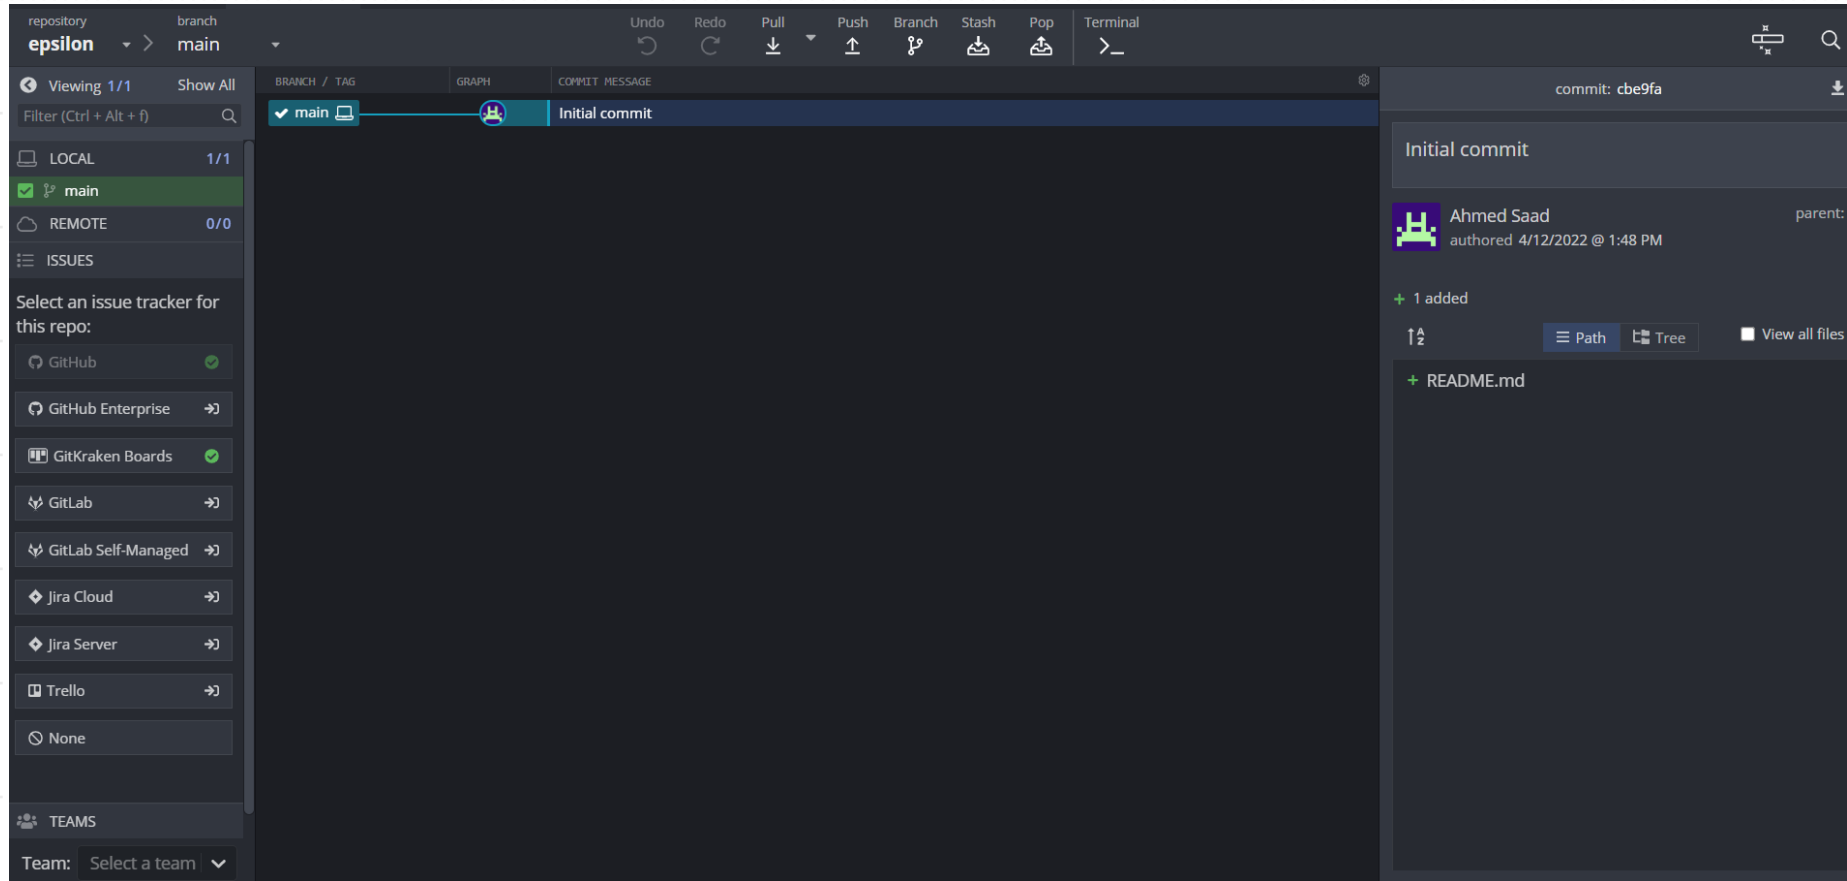 repository
epsilon
branch
main
Undo
Redo
Pull
Push
Branch
Stash
Pop
Terminal
Viewing 1/1
Show All
Filter (Ctrl + Alt + f)
LOCAL 1/1
main
REMOTE 0/0
ISSUES
Select an issue tracker for
this repo:
GitHub
GitHub Enterprise
GitKraken Boards
GitLab
GitLab Self-Managed
Jira Cloud
Jira Server
Trello
None
TEAMS
Team: Select a team
BRANCH / TAG
GRAPH
COMMIT MESSAGE
main
Initial commit
commit: cbe9fa
Initial commit
Ahmed Saad
authored 4/12/2022 @ 1:48 PM
parent:
+ 1 added
A
Z
Path
Tree
View all files
+ README.md